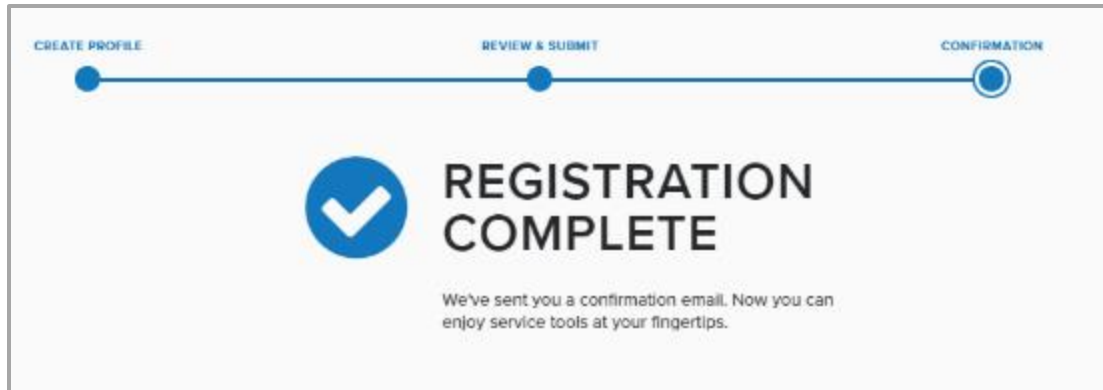 CREATE PROFILE
REVIEW & SUBMIT
CONFIRMATION
REGISTRATION
COMPLETE
We've sent you a confirmation email. Now you can
enjoy service tools at your fingertips.